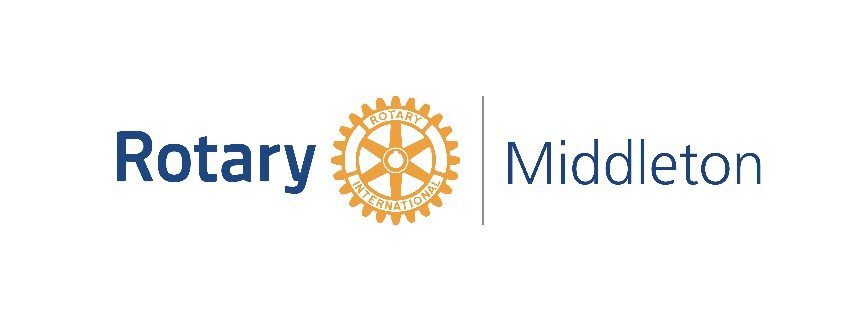 Rotary
ROTARY
INTERNATIONAL
Middleton